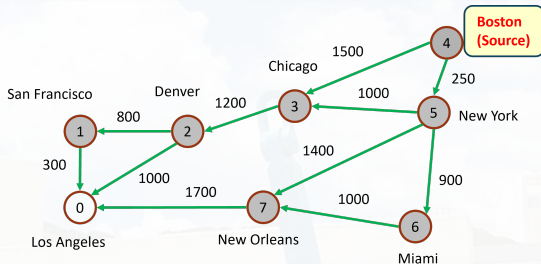 Boston
(Source)
4
1500
250
Chicago
San Francisco
Denver
1200
3
1000
5
New York
800
1
2
300
1000
1400
900
0
1700
7
1000
6
Los Angeles
New Orleans
Miami